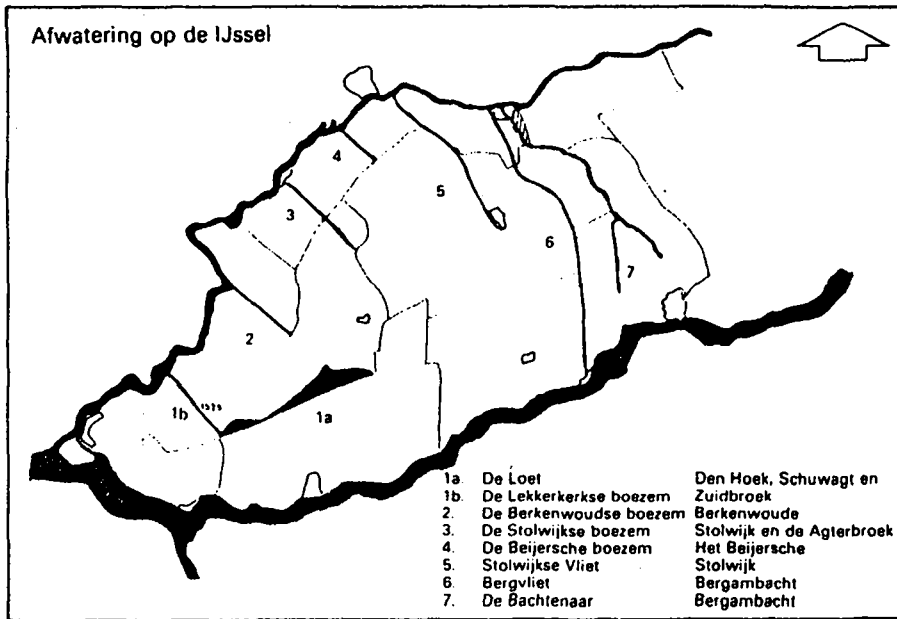 Afwatering op de IJssel
4
3
5
6
7
2
1b
1575
1a
1a. De Loet Den Hoek, Schuwagt en
1b. De Lekkerkerkse boezem Zuidbroek
2. De Berkenwoudse boezem Berkenwoude
3. De Stolwijkse boezem Stolwijk en de Agterbroek
4. De Beijersche boezem Het Beijersche
5. Stolwijkse Vliet Stolwijk
6. Bergvliet Bergambacht
7. De Bachtenaar Bergambacht